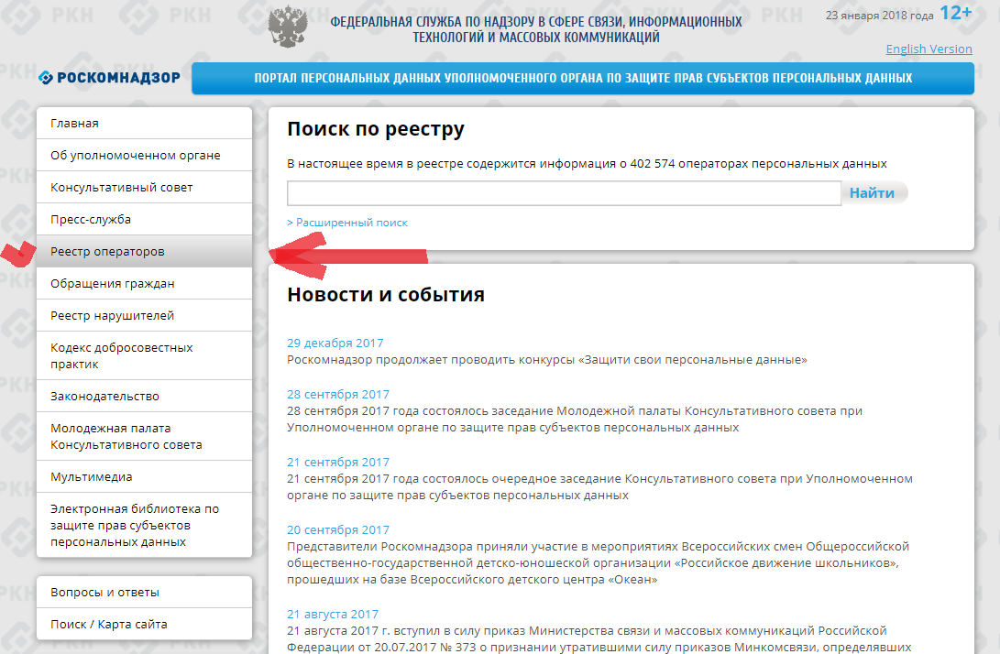 ФЕДЕРАЛЬНАЯ СЛУЖБА ПО НАДЗОРУ В СФЕРЕ СВЯЗИ, ИНФОРМАЦИОННЫХ
ТЕХНОЛОГИЙ И МАССОВЫХ КОММУНИКАЦИЙ
23 января 2018 года 12+
English Version
РОСКОМНАДЗОР
ПОРТАЛ ПЕРСОНАЛЬНЫХ ДАННЫХ УПОЛНОМОЧЕННОГО ОРГАНА ПО ЗАЩИТЕ ПРАВ СУБЪЕКТОВ ПЕРСОНАЛЬНЫХ ДАННЫХ
Главная
Об уполномоченном органе
Консультативный совет
Пресс-служба
Реестр операторов
Обращения граждан
Реестр нарушителей
Кодекс добросовестных
практик
Законодательство
Молодежная палата
Консультативного совета
Мультимедиа
Электронная библиотека по
защите прав субъектов
персональных данных
Вопросы и ответы
Поиск / Карта сайта
Поиск по реестру
В настоящее время в реестре содержится информация о 402 574 операторах персональных данных
Найти
> Расширенный поиск
Новости и события
29 декабря 2017
Роскомнадзор продолжает проводить конкурсы «Защити свои персональные данные»
28 сентября 2017
28 сентября 2017 года состоялось заседание Молодежной палаты Консультативного совета при
Уполномоченном органе по защите прав субъектов персональных данных
21 сентября 2017
21 сентября 2017 года состоялось очередное заседание Консультативного совета при Уполномоченном
органе по защите прав субъектов персональных данных
20 сентября 2017
Представители Роскомнадзора приняли участие в мероприятиях Всероссийских смен Общероссийской
общественно-государственной детско-юношеской организации «Российское движение школьников»,
прошедших на базе Всероссийского детского центра «Океан»
21 августа 2017
21 августа 2017 г. вступил в силу приказ Министерства связи и массовых коммуникаций Российской
Федерации от 20.07.2017 № 373 о признании утратившими силу приказов Минкомсвязи, определявших